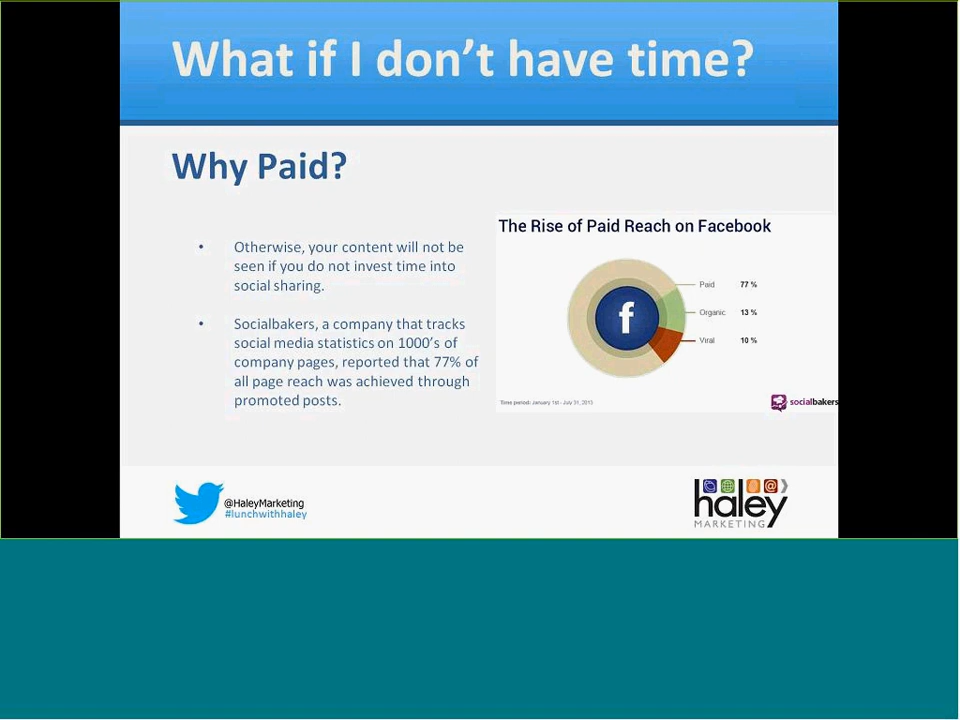 What if I don't have time?
Why Paid?
• Otherwise, your content will not be
seen if you do not invest time into
social sharing.
• Socialbakers, a company that tracks
social media statistics on 1000's of
company pages, reported that 77% of
all page reach was achieved through
promoted posts.
The Rise of Paid Reach on Facebook
f
Paid 77 %
Organic 13 %
Viral 10 %
Time period: January 1st - July 31, 2013
socialbakers
@HaleyMarketing
#lunchwithhaley
haley
MARKETING